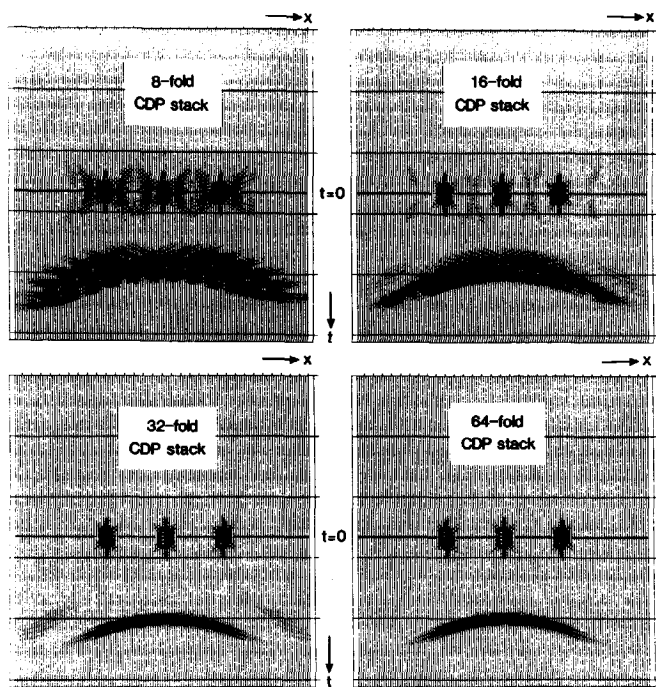 x
x
8-fold
CDP stack
16-fold
CDP stack
t=0
t
x
x
32-fold
CDP stack
64-fold
CDP stack
t=0
t